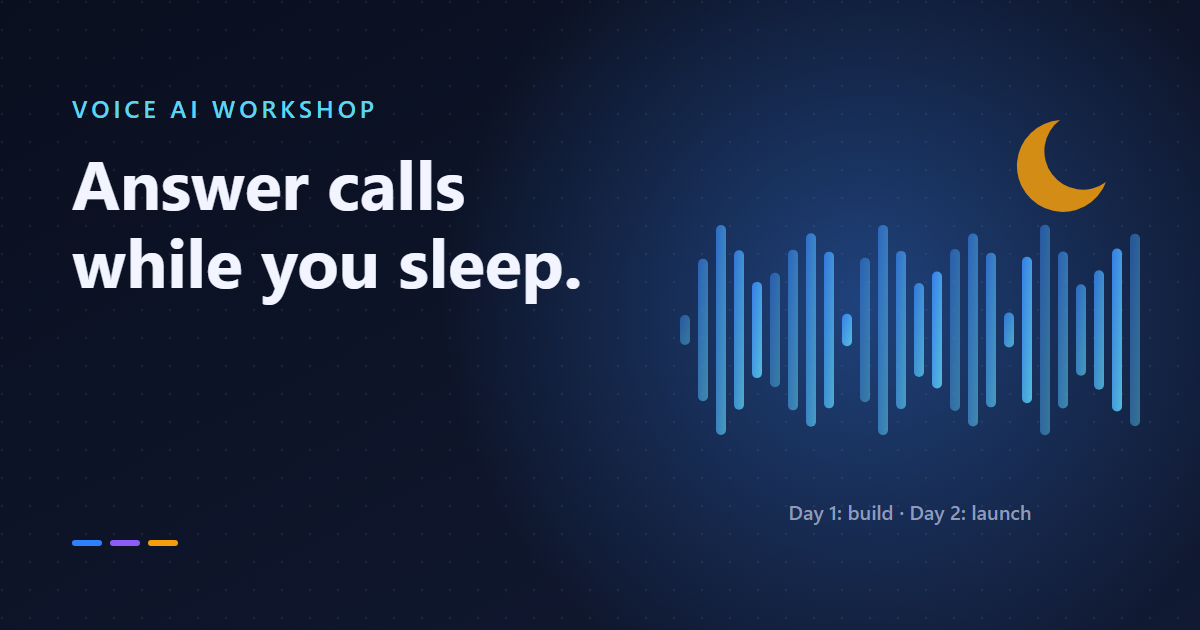 VOICE AI WORKSHOP
Answer calls
while you sleep.
Day 1: build · Day 2: launch